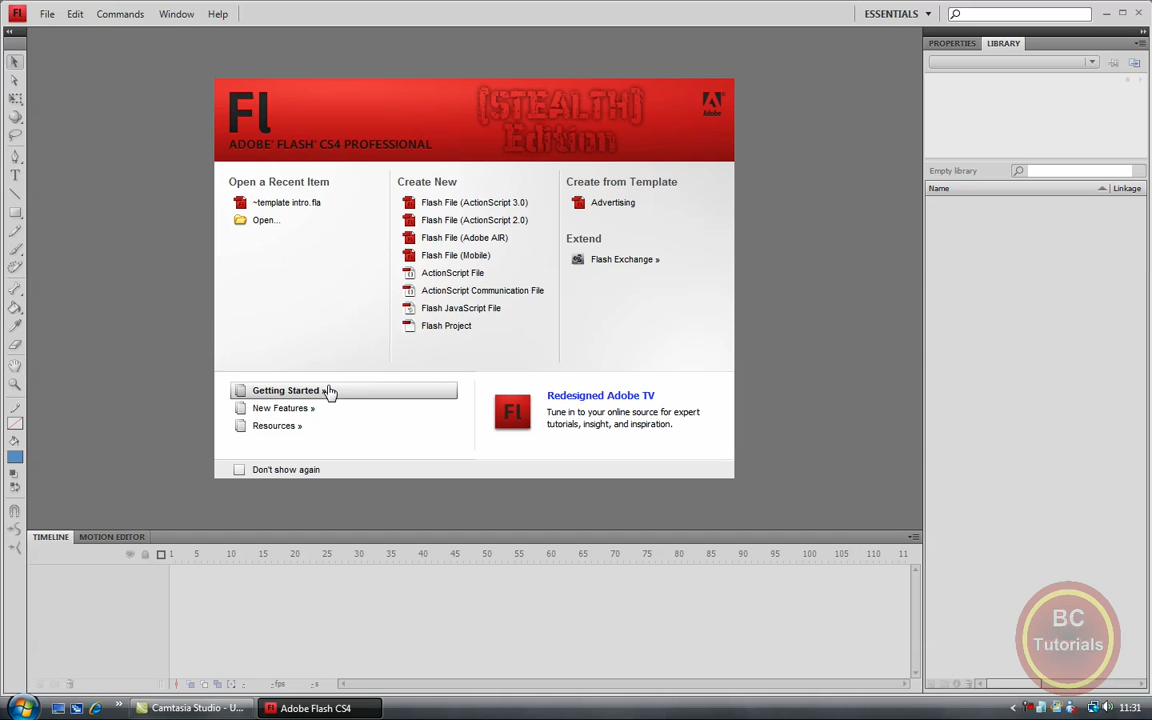 Fl File Edit Commands Window Help ESSENTIALS
PROPERTIES LIBRARY
Fl
ADOBE® FLASH® CS4 PROFESSIONAL
[STEALTH]
Edition
Adobe
Empty library
Name Linkage
Open a Recent Item
~template intro.fla
Open...
Create New
Flash File (ActionScript 3.0)
Flash File (ActionScript 2.0)
Flash File (Adobe AIR)
Flash File (Mobile)
ActionScript File
ActionScript Communication File
Flash JavaScript File
Flash Project
Create from Template
Advertising
Extend
Flash Exchange »
Getting Started »
New Features »
Resources »
Fl
Redesigned Adobe TV
Tune in to your online source for expert
tutorials, insight, and inspiration.
Don't show again
TIMELINE MOTION EDITOR
1 5 10 15 20 25 30 35 40 45 50 55 60 65 70 75 80 85 90 95 100 105 11
fps s
BC
Tutorials
Camtasia Studio - U... Adobe Flash CS4 11:31